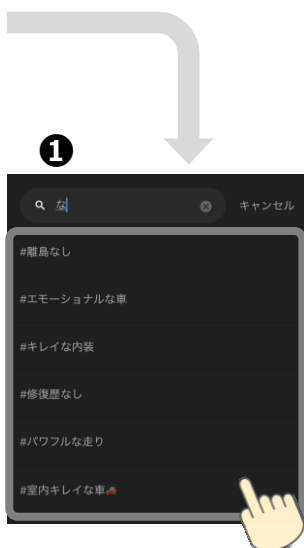 ❶
な
キャンセル
#離島なし
#エモーショナルな車
#キレイな内装
#修復歴なし
#パワフルな走り
#室内キレイな車🚗